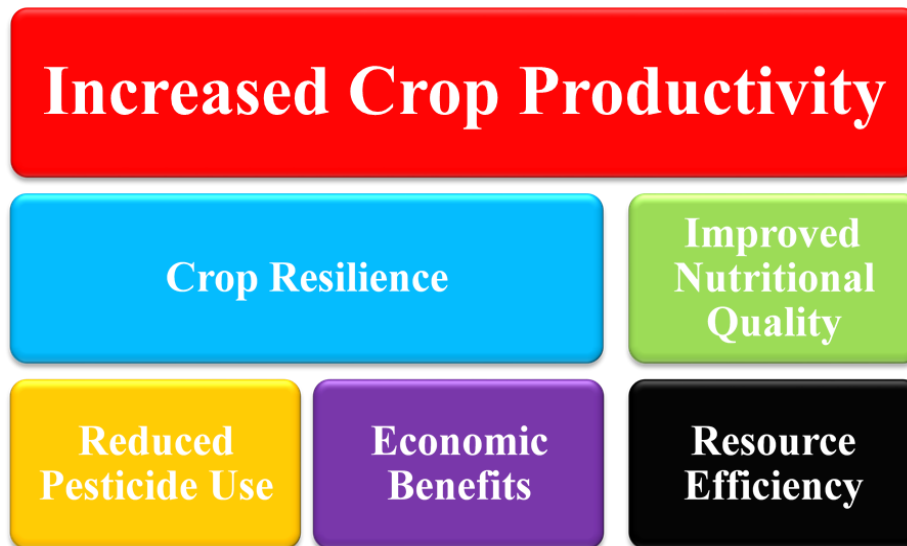 Increased Crop Productivity
Crop Resilience
Improved
Nutritional
Quality
Reduced
Pesticide Use
Economic
Benefits
Resource
Efficiency